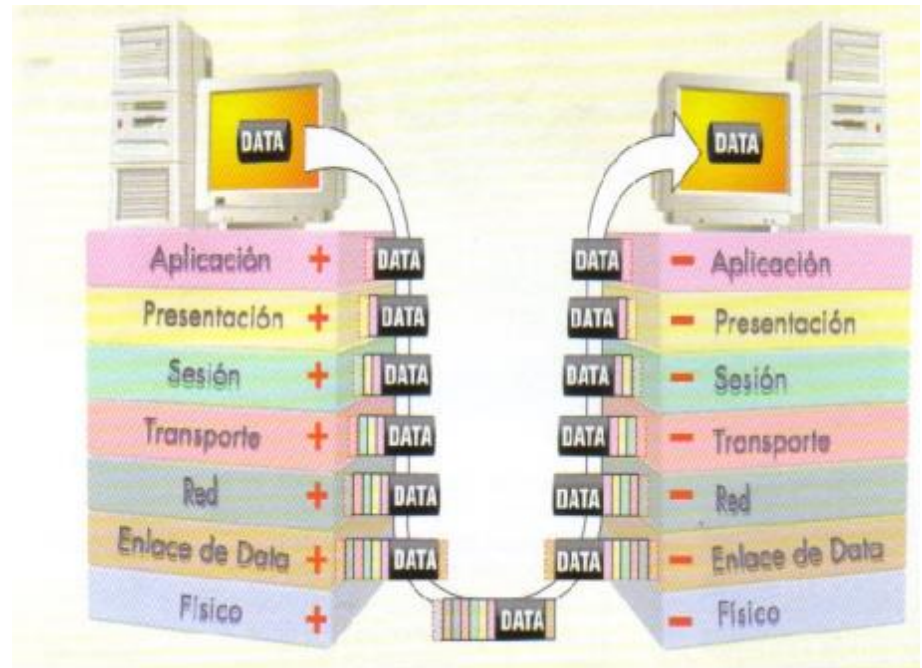 DATA DATA
Aplicación + DATA DATA - Aplicación
Presentación + DATA DATA - Presentación
Sesión + DATA DATA - Sesión
Transporte + DATA DATA - Transporte
Red + DATA DATA - Red
Enlace de Data + DATA DATA - Enlace de Data
Físico + DATA - Físico